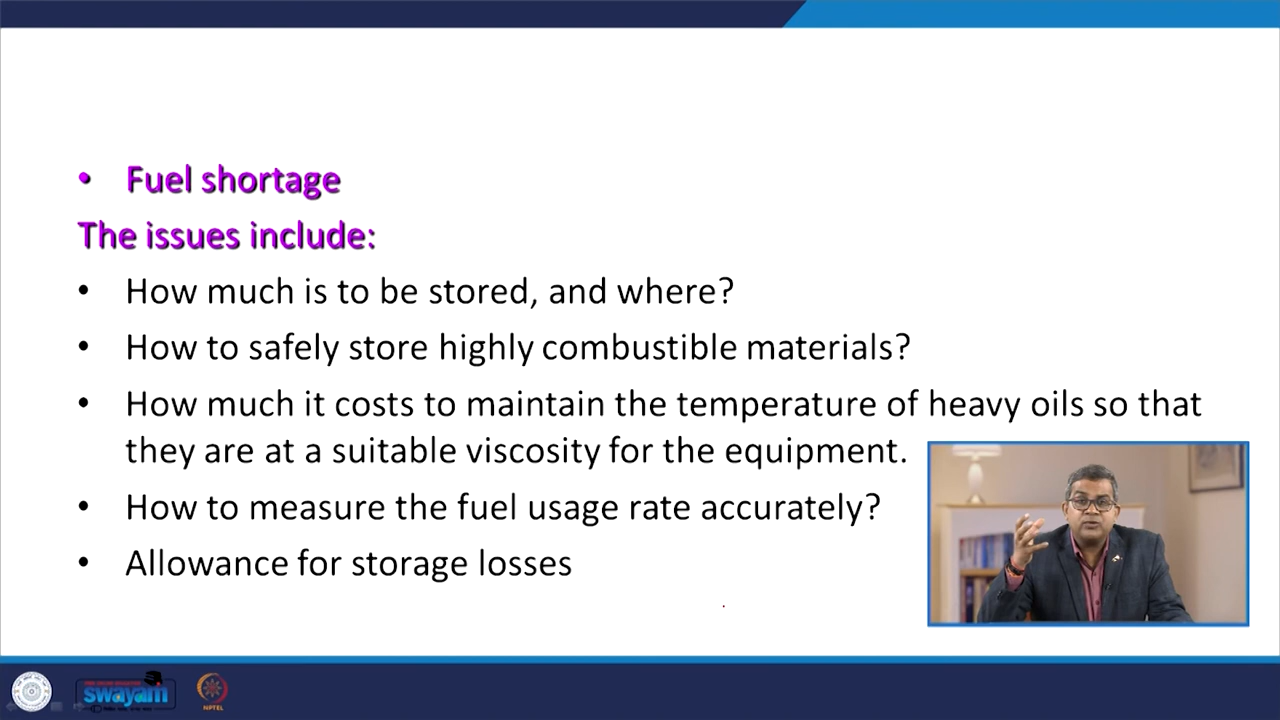 • Fuel shortage
The issues include:
• How much is to be stored, and where?
• How to safely store highly combustible materials?
• How much it costs to maintain the temperature of heavy oils so that
they are at a suitable viscosity for the equipment.
• How to measure the fuel usage rate accurately?
• Allowance for storage losses
swayam
NPTEL